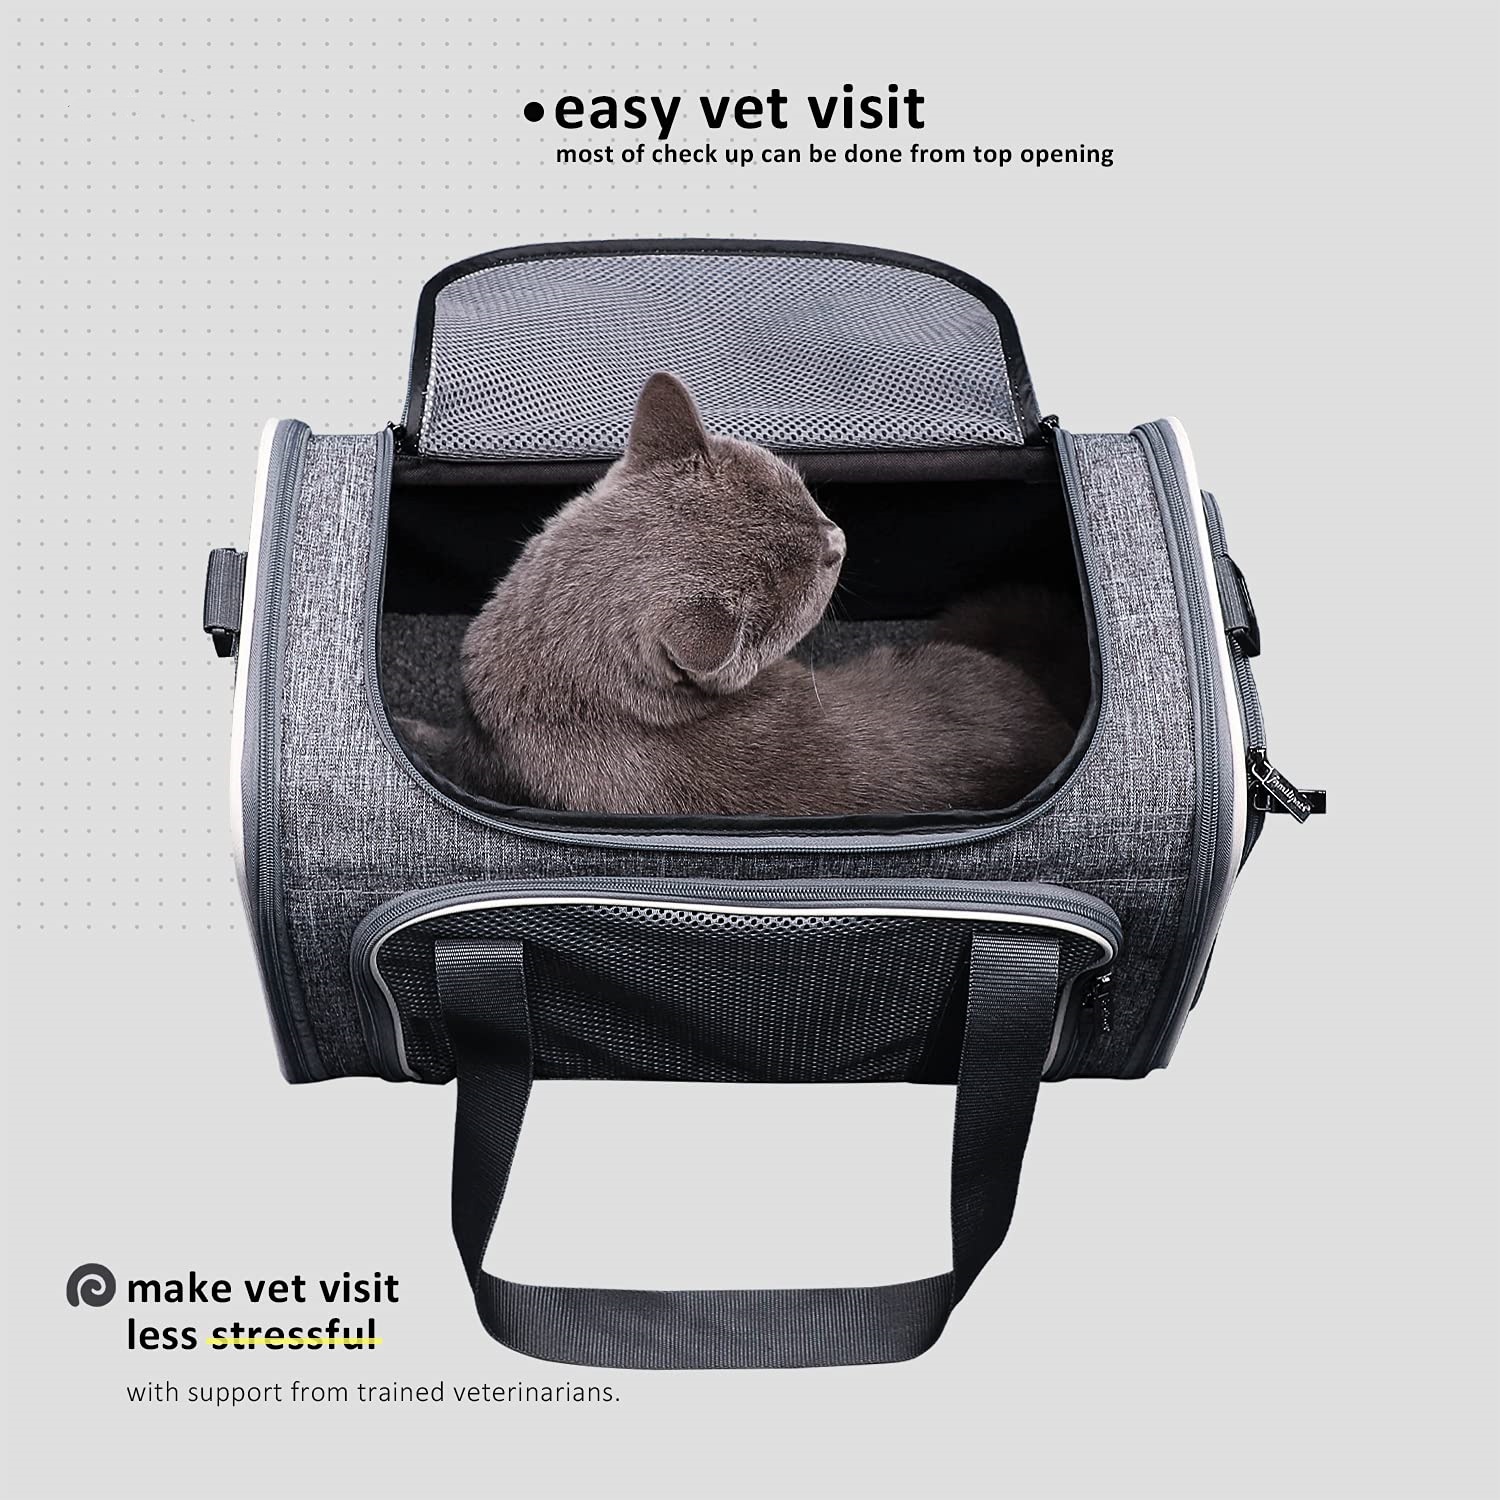 easy vet visit
most of check up can be done from top opening
make vet visit
less stressful
with support from trained veterinarians.